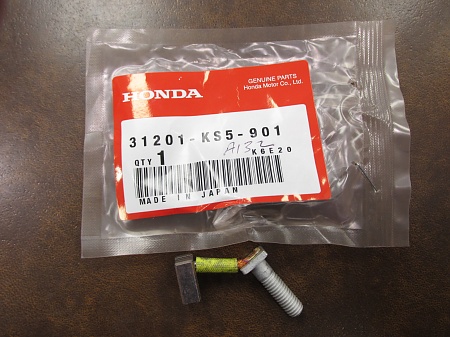 GENUINE PARTS
Honda Motor Co., Ltd.
HONDA
31201-KS5-901
A132
QTY 1 K6E20
MADE IN JAPAN